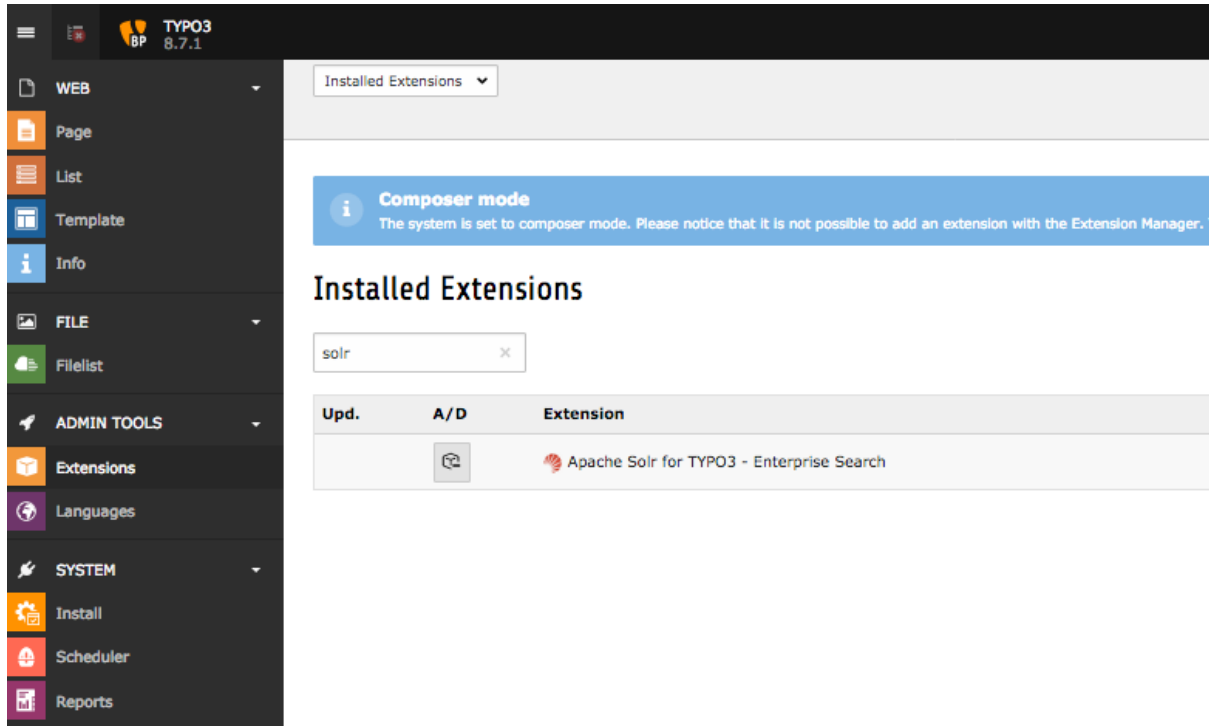 TYPO3
BP
8.7.1
WEB
Page
List
Template
Info
FILE
Filelist
ADMIN TOOLS
Extensions
Languages
SYSTEM
Install
Scheduler
Reports
Installed Extensions
Composer mode
The system is set to composer mode. Please notice that it is not possible to add an extension with the Extension Manager.
Installed Extensions
solr
Upd. A/D Extension
Apache Solr for TYPO3 - Enterprise Search